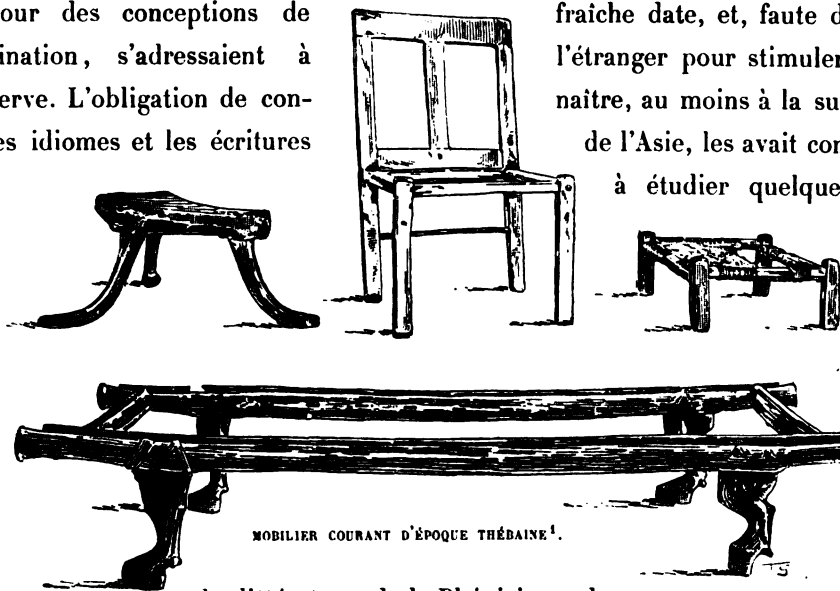 our des conceptions de
ination, s'adressaient à
erve. L'obligation de con-
es idiomes et les écritures
fraîche date, et, faute d
l'étranger pour stimuler
naître, au moins à la su
de l'Asie, les avait con
à étudier quelque
MOBILIER COURANT D'ÉPOQUE THÉBAINE¹.